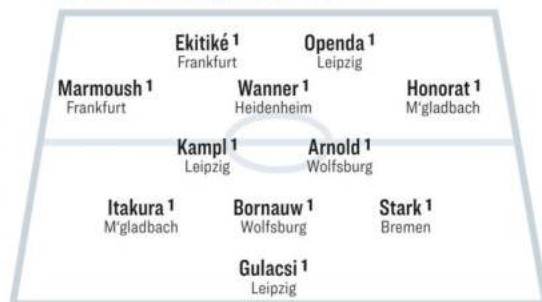 Ekitiké 1 Openda 1
Frankfurt Leipzig
Marmoush 1 Wanner 1 Honorat 1
Frankfurt Heidenheim M'gladbach
Kampl 1 Arnold 1
Leipzig Wolfsburg
Itakura 1 Bornauw 1 Stark 1
M'gladbach Wolfsburg Bremen
Gulacsi 1
Leipzig